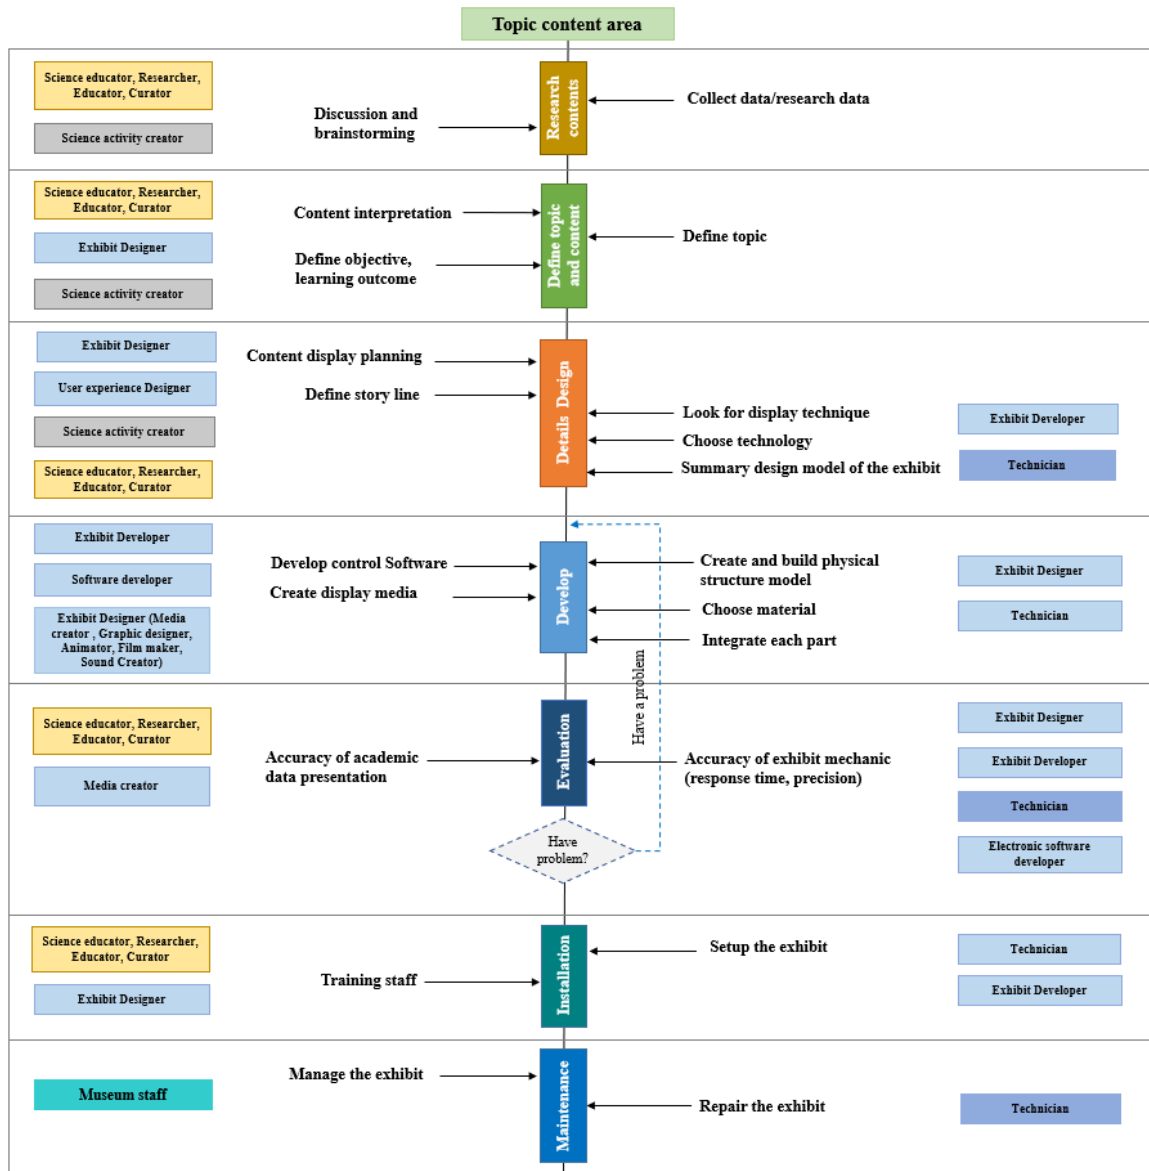 Topic content area
Science educator, Researcher,
Educator, Curator
Science activity creator
Discussion and
brainstorming
Research
contents
Collect data/research data
Science educator, Researcher,
Educator, Curator
Exhibit Designer
Science activity creator
Content interpretation
Define objective,
learning outcome
Define topic
and content
Define topic
Exhibit Designer
User experience Designer
Science activity creator
Science educator, Researcher,
Educator, Curator
Content display planning
Define story line
Details Design
Look for display technique
Choose technology
Summary design model of the exhibit
Exhibit Developer
Technician
Exhibit Developer
Software developer
Exhibit Designer (Media
creator , Graphic designer,
Animator, Film maker,
Sound Creator)
Develop control Software
Create display media
Develop
Create and build physical
structure model
Choose material
Integrate each part
Have a problem
Exhibit Designer
Technician
Science educator, Researcher,
Educator, Curator
Media creator
Accuracy of academic
data presentation
Evaluation
Accuracy of exhibit mechanic
(response time, precision)
Exhibit Designer
Exhibit Developer
Technician
Electronic software
developer
Have
problem?
Science educator, Researcher,
Educator, Curator
Exhibit Designer
Training staff
Installation
Setup the exhibit
Technician
Exhibit Developer
Museum staff
Manage the exhibit
Maintenance
Repair the exhibit
Technician